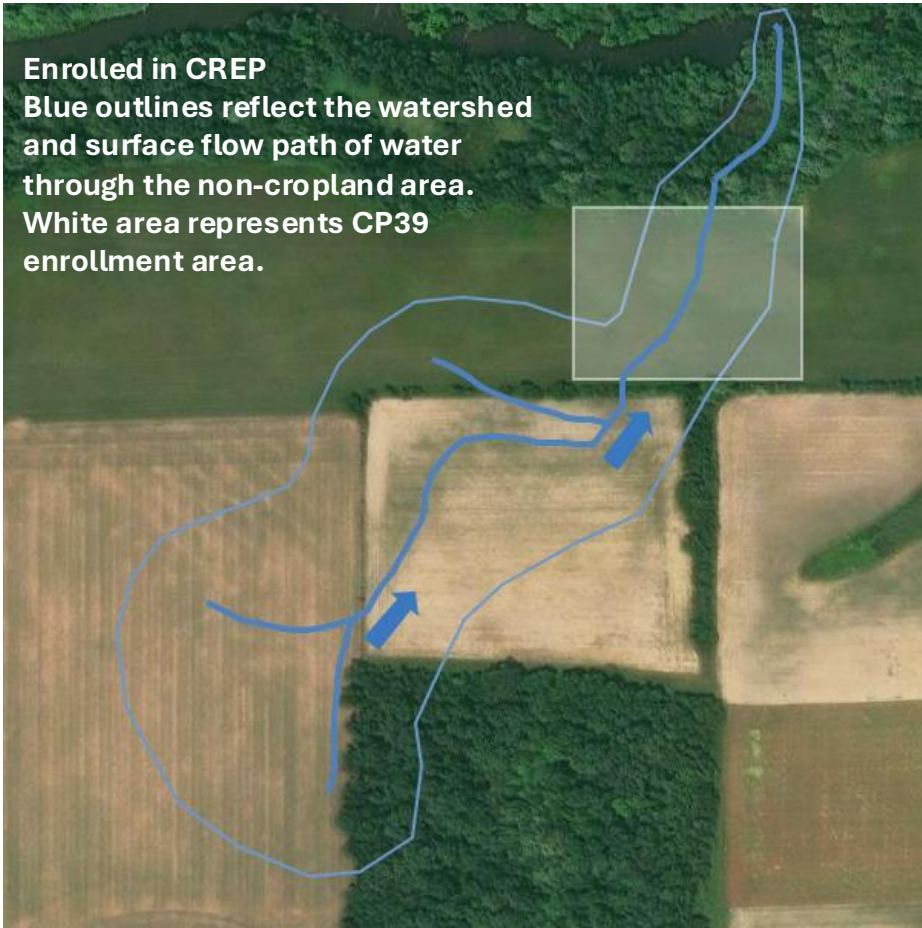 Enrolled in CREP
Blue outlines reflect the watershed
and surface flow path of water
through the non-cropland area.
White area represents CP39
enrollment area.